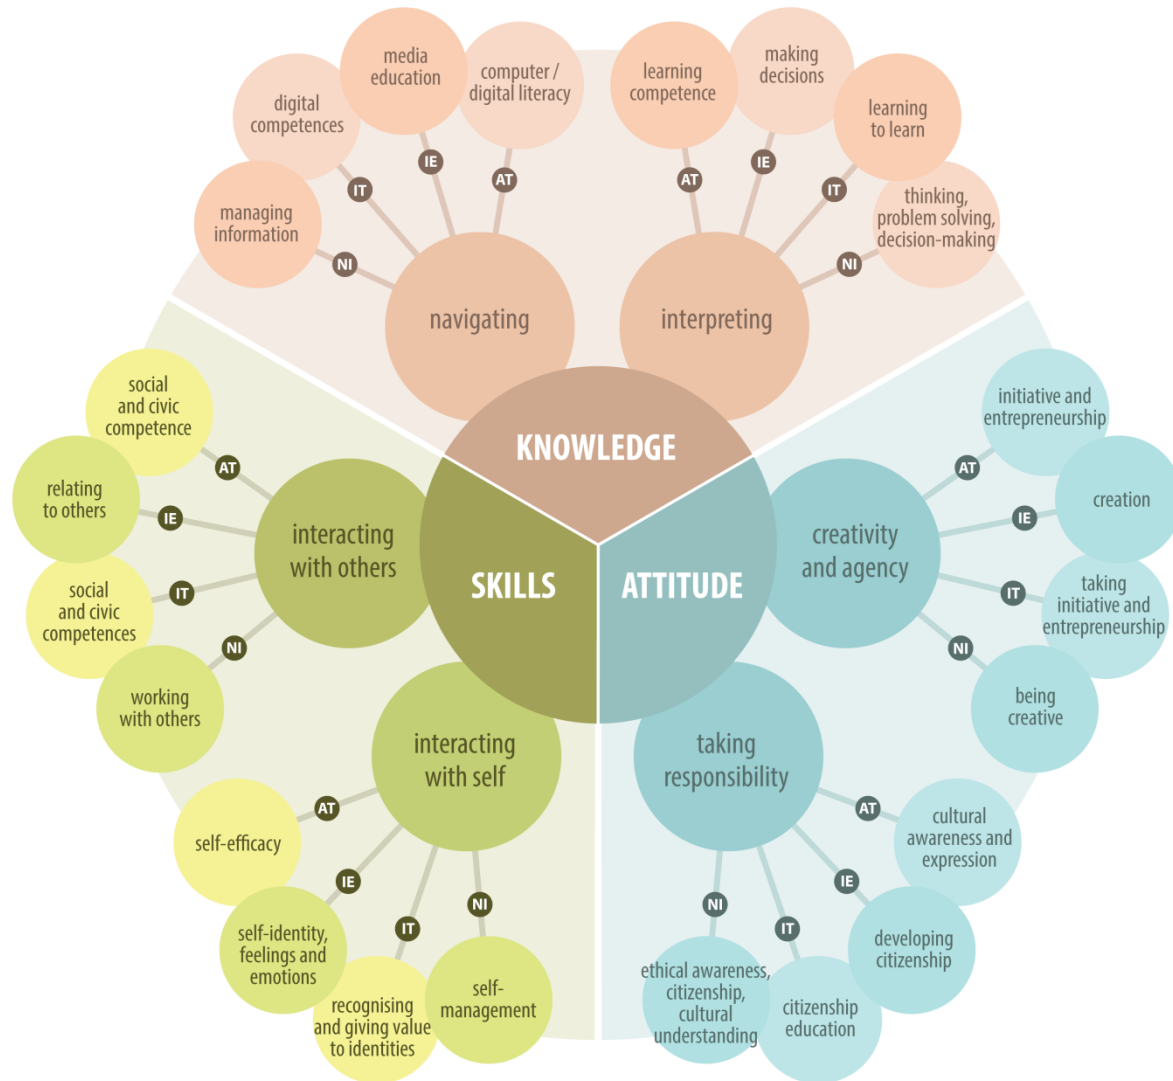 media
education
computer /
digital literacy
digital
competences
managing
information
IE
AT
IT
NI
navigating
learning
competence
making
decisions
learning
to learn
thinking,
problem solving,
decision-making
AT
IE
IT
NI
interpreting
KNOWLEDGE
SKILLS
ATTITUDE
social
and civic
competence
relating
to others
social
and civic
competences
working
with others
AT
IE
IT
NI
interacting
with others
initiative and
entrepreneurship
creation
taking
initiative and
entrepreneurship
being
creative
AT
IE
IT
NI
creativity
and agency
interacting
with self
AT
IE
IT
NI
self-efficacy
self-identity,
feelings and
emotions
recognising
and giving value
to identities
self-
management
taking
responsibility
AT
IE
IT
NI
cultural
awareness and
expression
developing
citizenship
citizenship
education
ethical awareness,
citizenship,
cultural
understanding